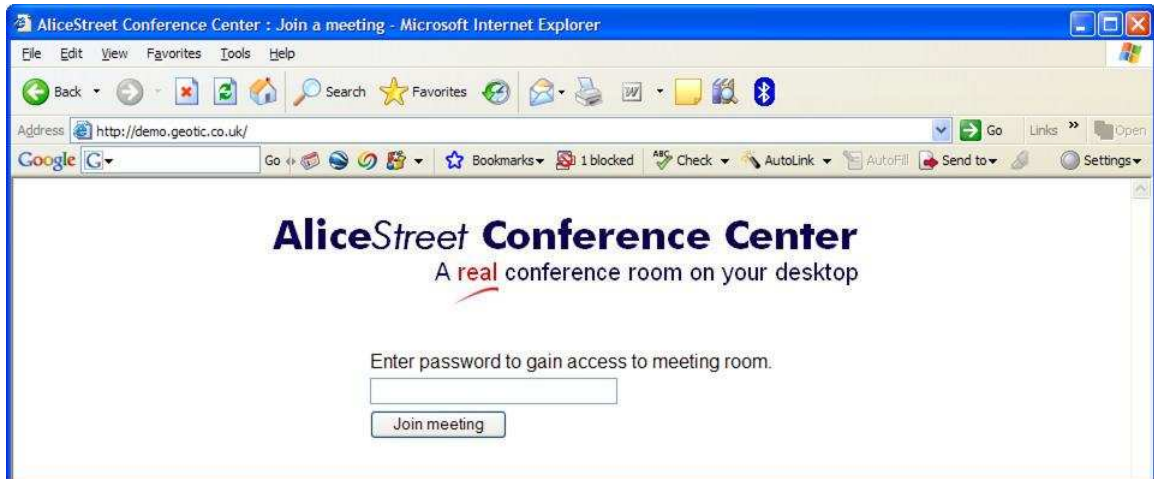 AliceStreet Conference Center : Join a meeting - Microsoft Internet Explorer
File Edit View Favorites Tools Help
Back Search Favorites
Address http://demo.geotic.co.uk/ Go Links » Open
Google G Go Bookmarks 1 blocked ABC Check AutoLink AutoFill Send to Settings
AliceStreet Conference Center
A real conference room on your desktop
Enter password to gain access to meeting room.
Join meeting